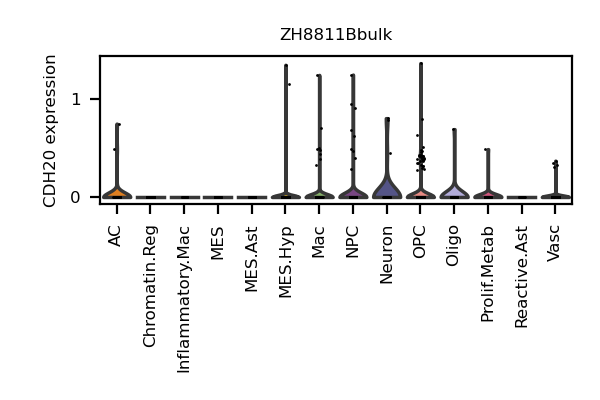 ZH8811Bbulk
CDH20 expression
1
0
AC
Chromatin.Reg
Inflammatory.Mac
MES
MES.Ast
MES.Hyp
Mac
NPC
Neuron
OPC
Oligo
Prolif.Metab
Reactive.Ast
Vasc